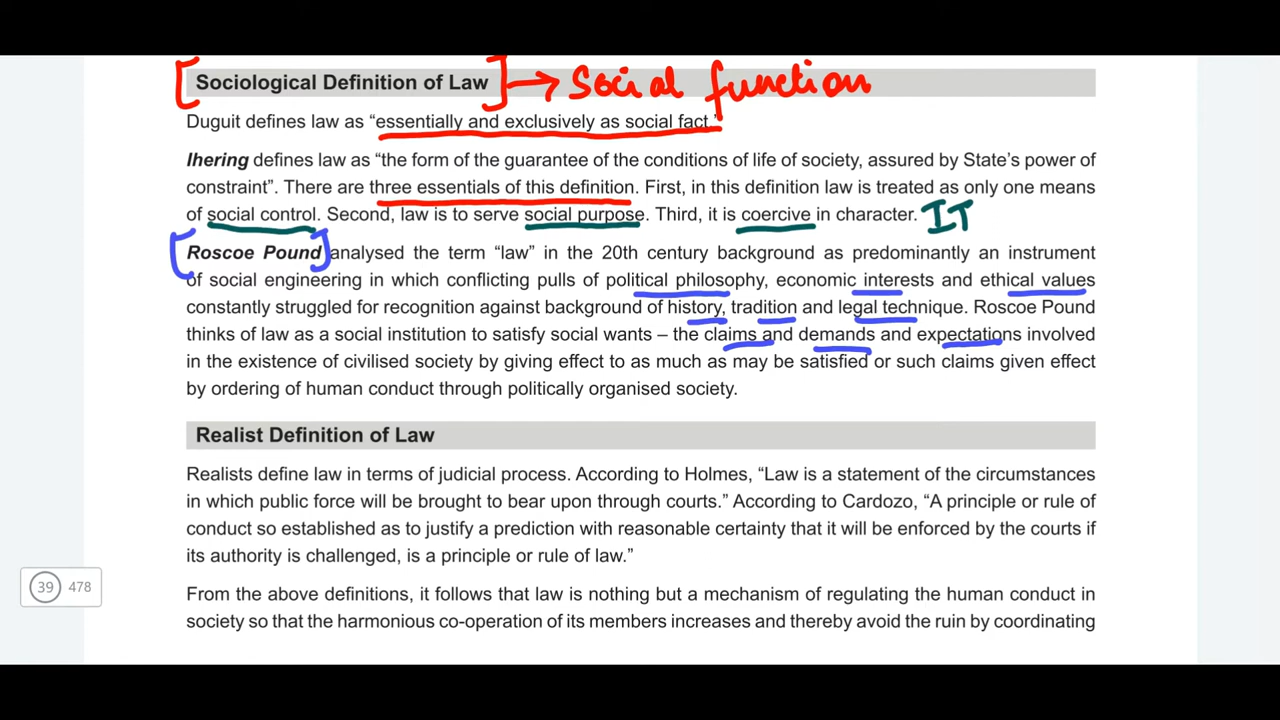 Sociological Definition of Law → Social function
Duguit defines law as “essentially and exclusively as social fact.”
Ihering defines law as “the form of the guarantee of the conditions of life of society, assured by State’s power of
constraint”. There are three essentials of this definition. First, in this definition law is treated as only one means
of social control. Second, law is to serve social purpose. Third, it is coercive in character. IT
Roscoe Pound analysed the term “law” in the 20th century background as predominantly an instrument
of social engineering in which conflicting pulls of political philosophy, economic interests and ethical values
constantly struggled for recognition against background of history, tradition and legal technique. Roscoe Pound
thinks of law as a social institution to satisfy social wants – the claims and demands and expectations involved
in the existence of civilised society by giving effect to as much as may be satisfied or such claims given effect
by ordering of human conduct through politically organised society.
Realist Definition of Law
Realists define law in terms of judicial process. According to Holmes, “Law is a statement of the circumstances
in which public force will be brought to bear upon through courts.” According to Cardozo, “A principle or rule of
conduct so established as to justify a prediction with reasonable certainty that it will be enforced by the courts if
its authority is challenged, is a principle or rule of law.”
39 478
From the above definitions, it follows that law is nothing but a mechanism of regulating the human conduct in
society so that the harmonious co-operation of its members increases and thereby avoid the ruin by coordinating